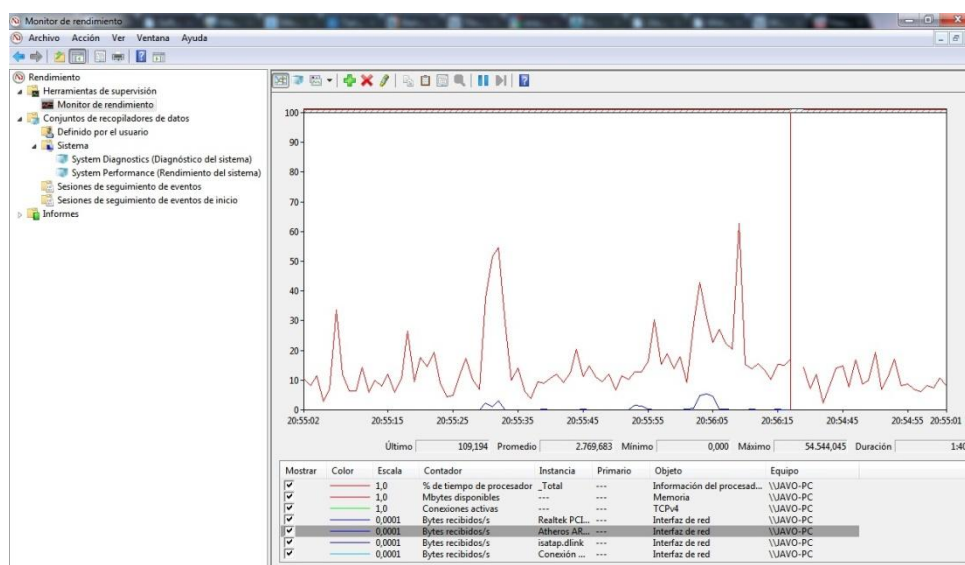 Monitor de rendimiento
Archivo Acción Ver Ventana Ayuda
Rendimiento
Herramientas de supervisión
Monitor de rendimiento
Conjuntos de recopiladores de datos
Definido por el usuario
Sistema
System Diagnostics (Diagnóstico del sistema)
System Performance (Rendimiento del sistema)
Sesiones de seguimiento de eventos
Sesiones de seguimiento de eventos de inicio
Informes
100
90
80
70
60
50
40
30
20
10
0
20:55:02 20:55:15 20:55:25 20:55:35 20:55:45 20:55:55 20:56:05 20:56:15 20:54:45 20:54:55 20:55:01
Último 109,194 Promedio 2.769,683 Mínimo 0,000 Máximo 54.544,045 Duración 1:40
Mostrar Color Escala Contador Instancia Primario Objeto Equipo
1,0 % de tiempo de procesador _Total --- Información del procesad... \\JAVO-PC
1,0 Mbytes disponibles --- --- Memoria \\JAVO-PC
1,0 Conexiones activas --- --- TCPv4 \\JAVO-PC
0,0001 Bytes recibidos/s Realtek PCI... --- Interfaz de red \\JAVO-PC
0,0001 Bytes recibidos/s Atheros AR... --- Interfaz de red \\JAVO-PC
0,0001 Bytes recibidos/s isatap.dlink --- Interfaz de red \\JAVO-PC
0,0001 Bytes recibidos/s Conexión ... --- Interfaz de red \\JAVO-PC